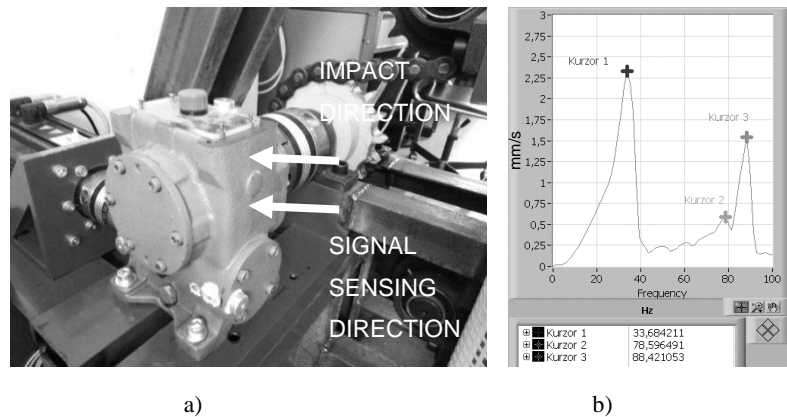 IMPACT
DIRECTION
SIGNAL
SENSING
DIRECTION
a)
3
2,75
2,5
2,25
2
1,75
1,5
1,25
1
0,75
0,5
0,25
0
mm/s
Kurzor 1
Kurzor 3
Kurzor 2
0 20 40 60 80 100
Frequency
Hz
Kurzor 1 33,684211
Kurzor 2 78,596491
Kurzor 3 88,421053
b)